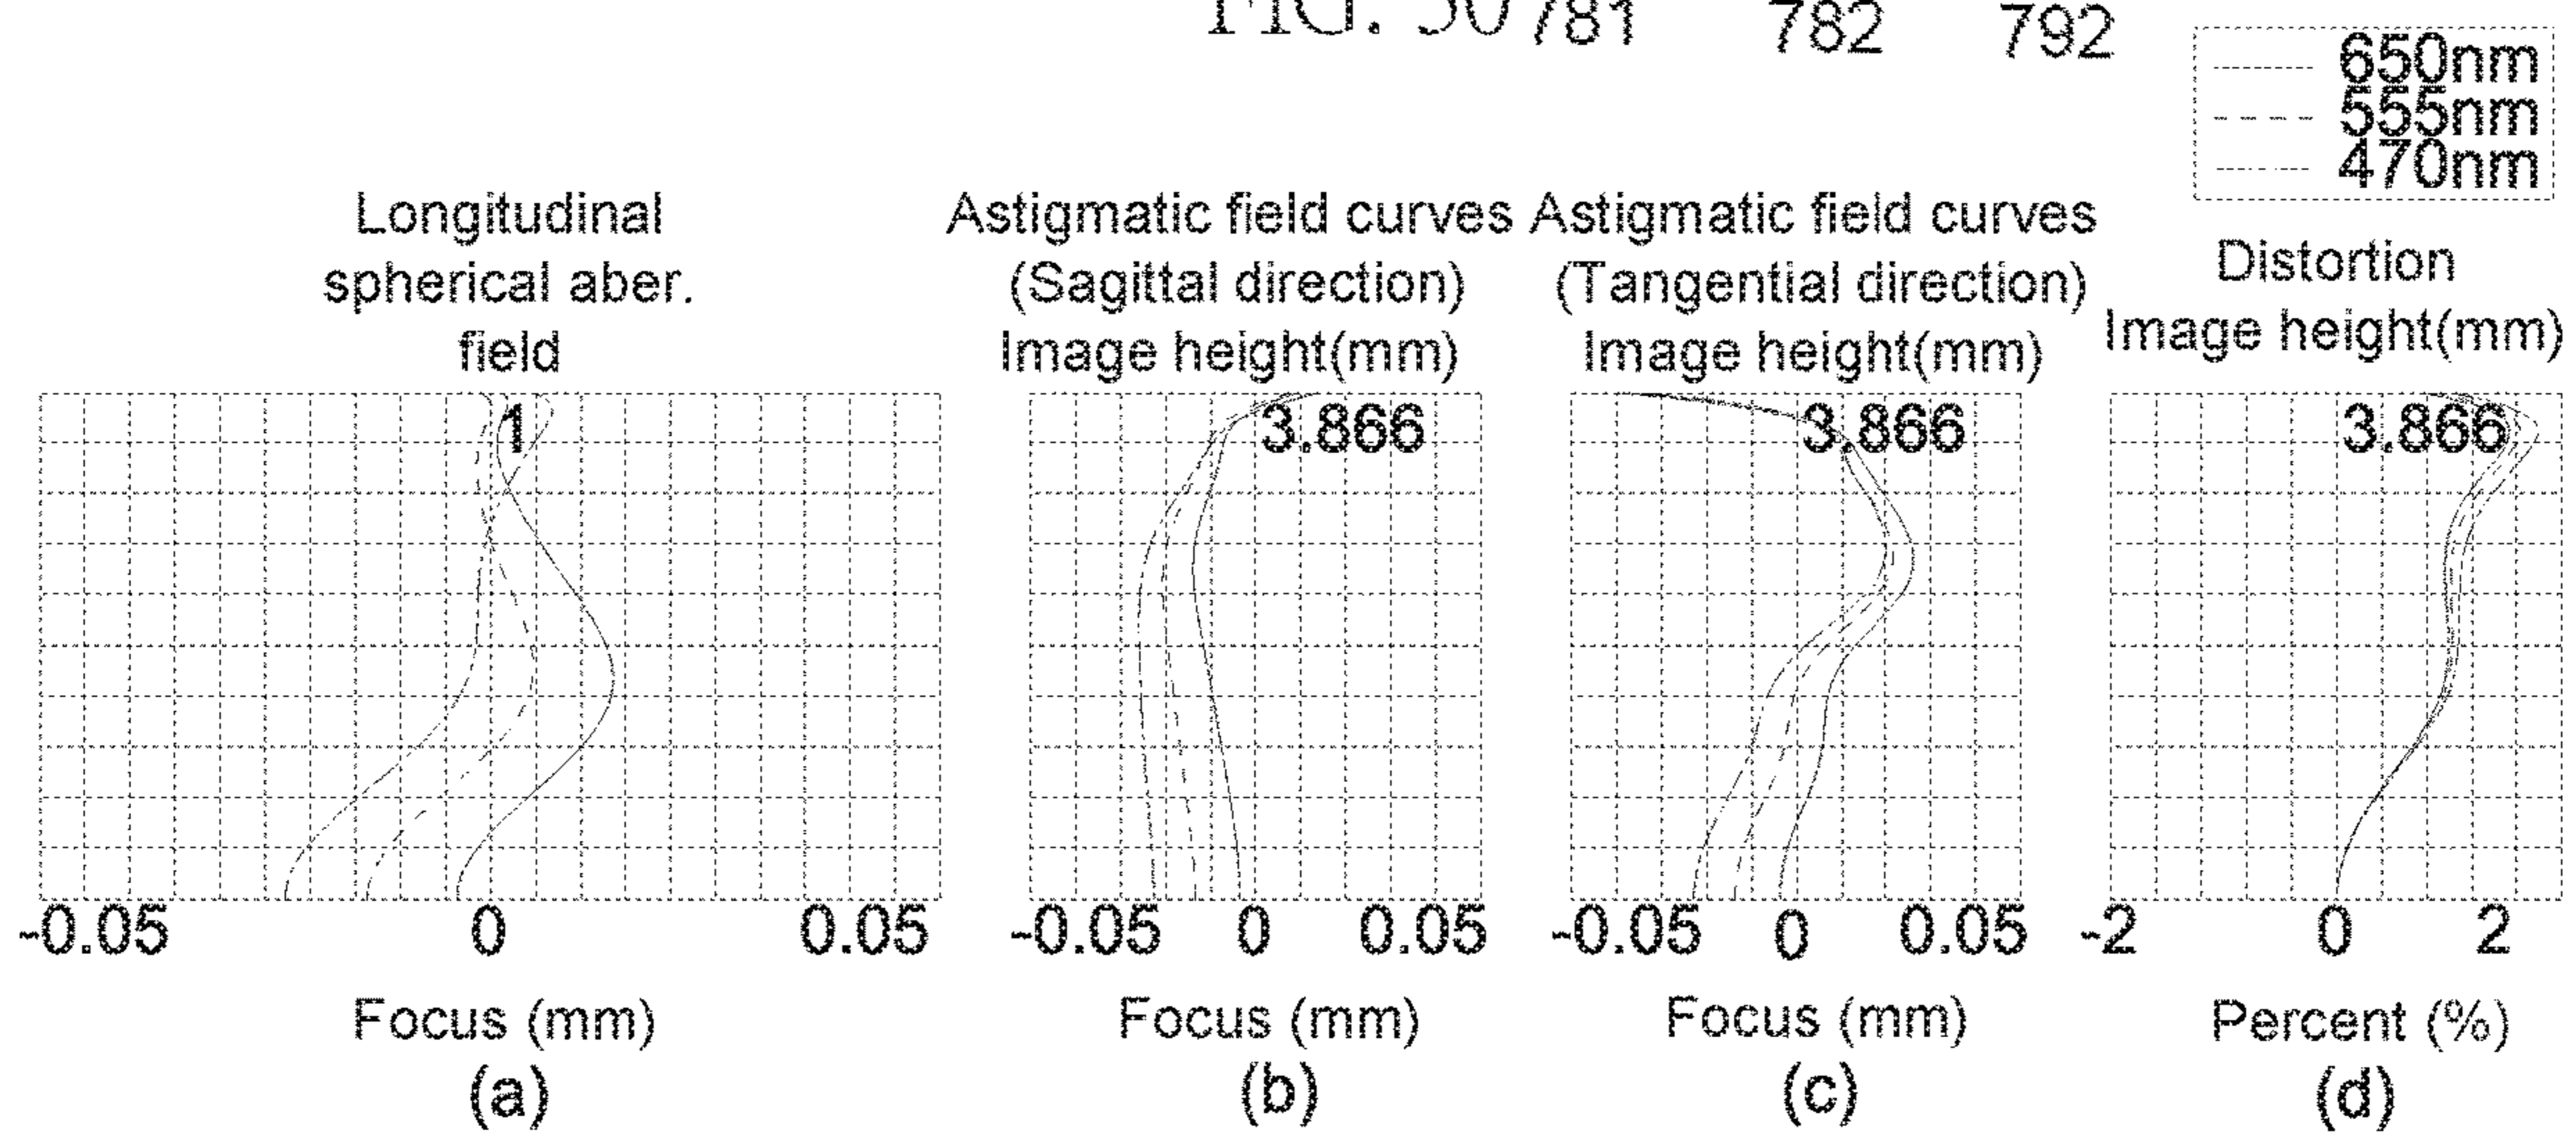 FIG. 30 781 782 792
650nm
555nm
470nm
Longitudinal
spherical aber.
field
Astigmatic field curves
(Sagittal direction)
Image height(mm)
Astigmatic field curves
(Tangential direction)
Image height(mm)
Distortion
Image height(mm)
1
3.866
3.866
3.866
-0.05 0 0.05
-0.05 0 0.05
-0.05 0 0.05
-2 0 2
Focus (mm)
Focus (mm)
Focus (mm)
Percent (%)
(a)
(b)
(c)
(d)